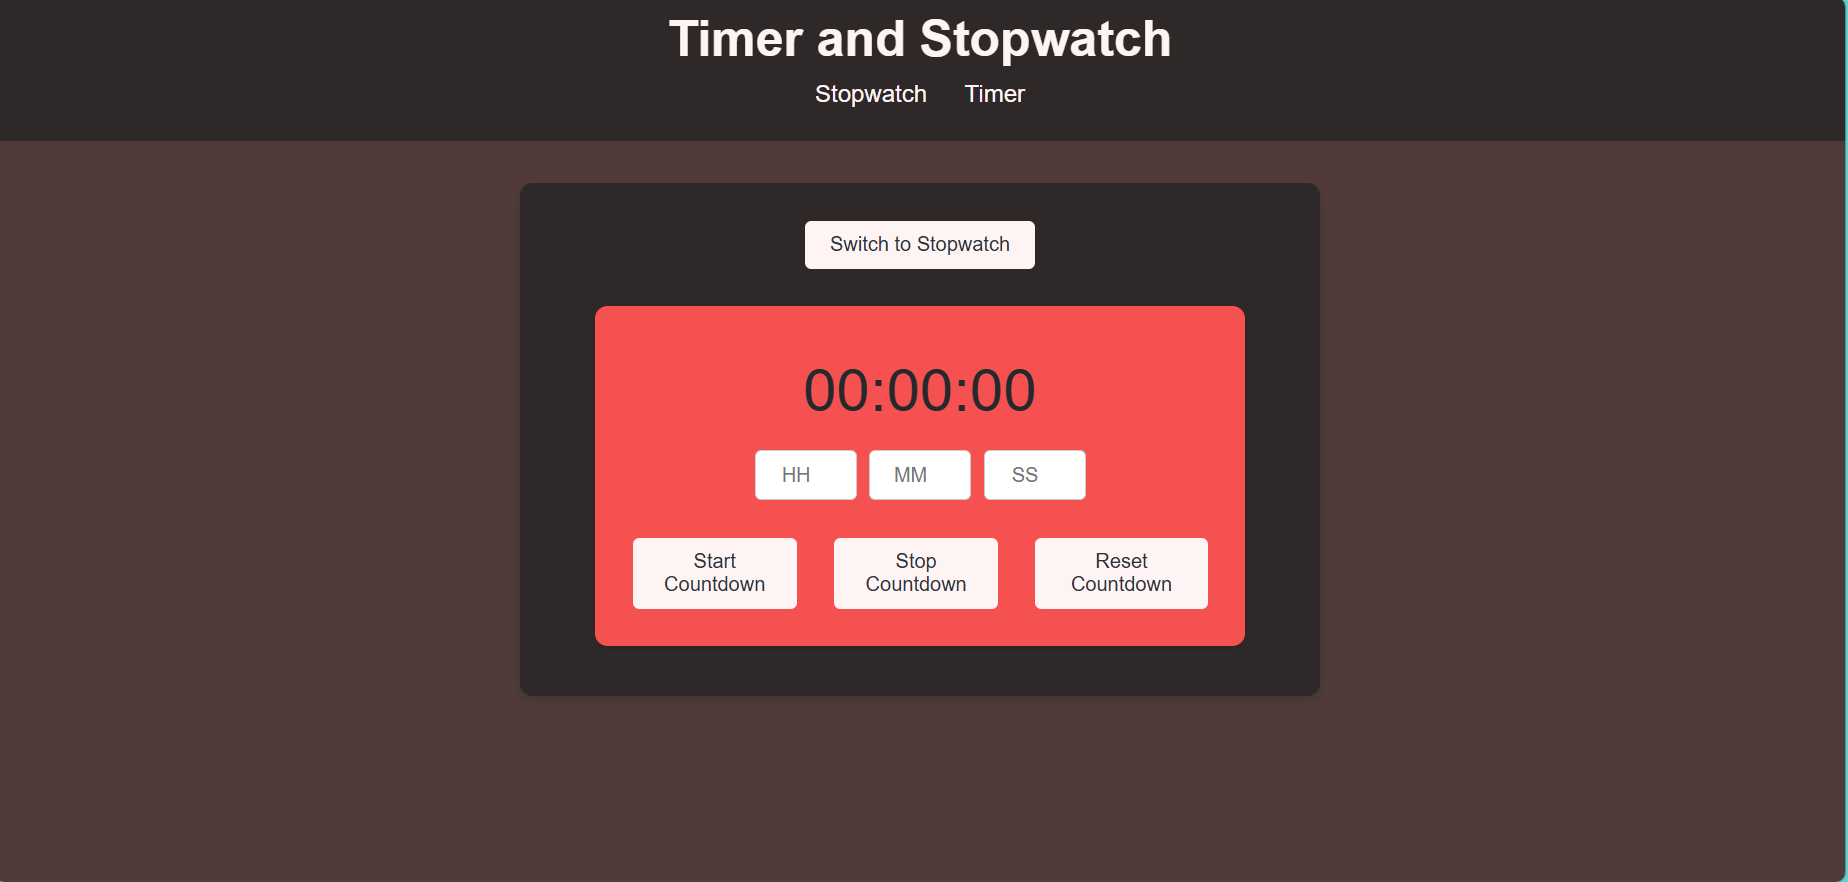 Timer and Stopwatch
Stopwatch Timer
Switch to Stopwatch
00:00:00
HH MM SS
Start
Countdown
Stop
Countdown
Reset
Countdown